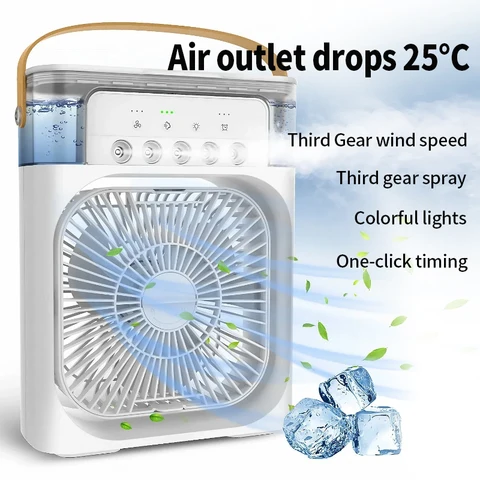 Air outlet drops 25°C
Third Gear wind speed
Third gear spray
Colorful lights
One-click timing